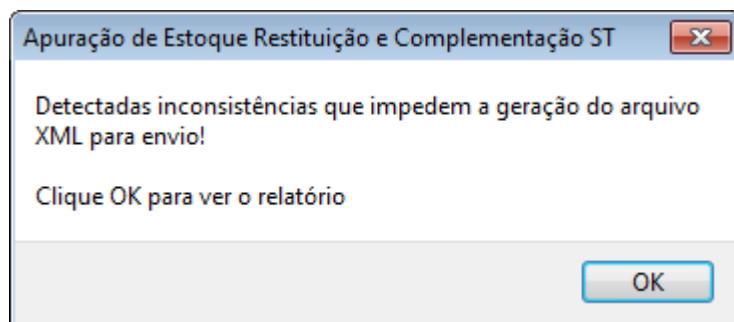 Apuração de Estoque Restituição e Complementação ST
Detectadas inconsistências que impedem a geração do arquivo
XML para envio!
Clique OK para ver o relatório
OK